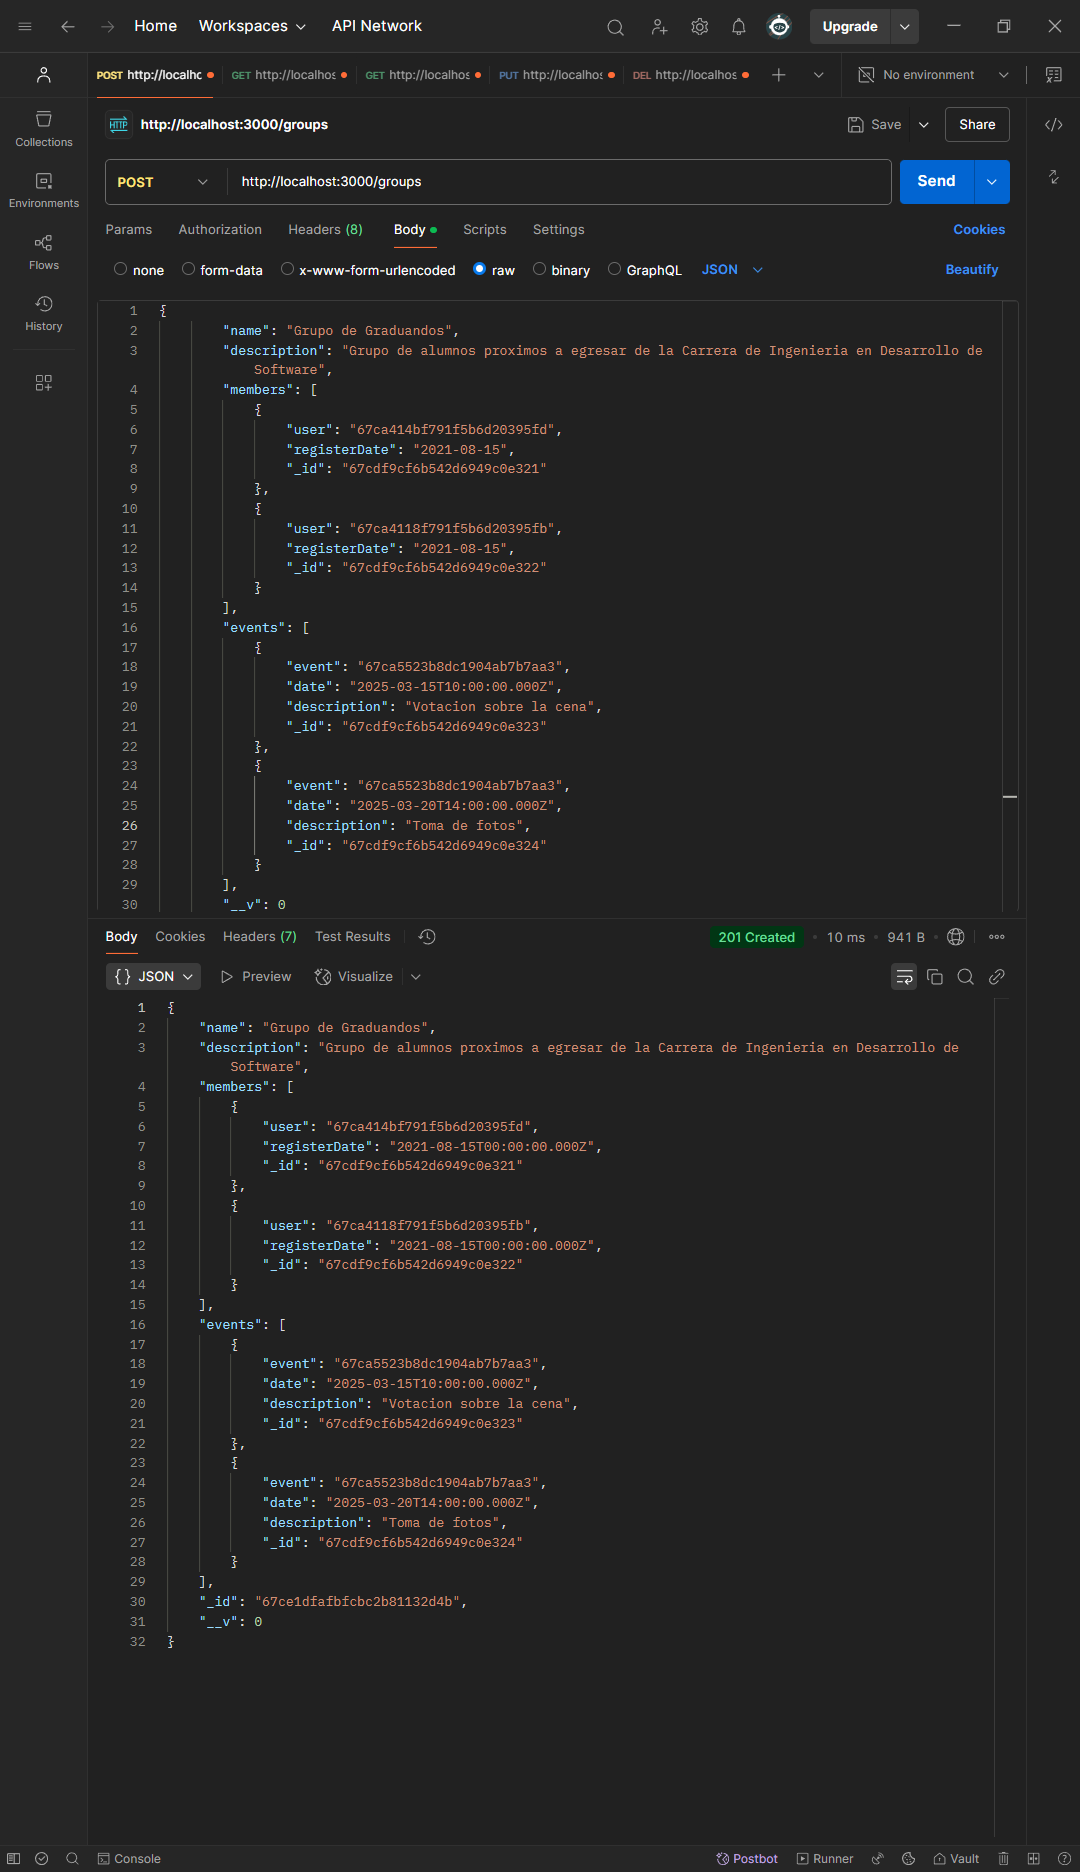 Home Workspaces API Network Upgrade
POST http://localhc GET http://localhos GET http://localhos PUT http://localhos DEL http://localhos No environment
HTTP http://localhost:3000/groups Save Share
Collections
Environments
Flows
History
POST http://localhost:3000/groups Send
Params Authorization Headers (8) Body Scripts Settings Cookies
none form-data x-www-form-urlencoded raw binary GraphQL JSON Beautify
1 {
2 "name": "Grupo de Graduandos",
3 "description": "Grupo de alumnos proximos a egresar de la Carrera de Ingenieria en Desarrollo de
Software",
4 "members": [
5 {
6 "user": "67ca414bf791f5b6d20395fd",
7 "registerDate": "2021-08-15",
8 "_id": "67cdf9cf6b542d6949c0e321"
9 },
10 {
11 "user": "67ca4118f791f5b6d20395fb",
12 "registerDate": "2021-08-15",
13 "_id": "67cdf9cf6b542d6949c0e322"
14 }
15 ],
16 "events": [
17 {
18 "event": "67ca5523b8dc1904ab7b7aa3",
19 "date": "2025-03-15T10:00:00.000Z",
20 "description": "Votacion sobre la cena",
21 "_id": "67cdf9cf6b542d6949c0e323"
22 },
23 {
24 "event": "67ca5523b8dc1904ab7b7aa3",
25 "date": "2025-03-20T14:00:00.000Z",
26 "description": "Toma de fotos",
27 "_id": "67cdf9cf6b542d6949c0e324"
28 }
29 ],
30 "__v": 0
Body Cookies Headers (7) Test Results 201 Created 10 ms 941 B
{} JSON Preview Visualize
1 {
2 "name": "Grupo de Graduandos",
3 "description": "Grupo de alumnos proximos a egresar de la Carrera de Ingenieria en Desarrollo de
Software",
4 "members": [
5 {
6 "user": "67ca414bf791f5b6d20395fd",
7 "registerDate": "2021-08-15T00:00:00.000Z",
8 "_id": "67cdf9cf6b542d6949c0e321"
9 },
10 {
11 "user": "67ca4118f791f5b6d20395fb",
12 "registerDate": "2021-08-15T00:00:00.000Z",
13 "_id": "67cdf9cf6b542d6949c0e322"
14 }
15 ],
16 "events": [
17 {
18 "event": "67ca5523b8dc1904ab7b7aa3",
19 "date": "2025-03-15T10:00:00.000Z",
20 "description": "Votacion sobre la cena",
21 "_id": "67cdf9cf6b542d6949c0e323"
22 },
23 {
24 "event": "67ca5523b8dc1904ab7b7aa3",
25 "date": "2025-03-20T14:00:00.000Z",
26 "description": "Toma de fotos",
27 "_id": "67cdf9cf6b542d6949c0e324"
28 }
29 ],
30 "_id": "67ce1dfafbfcbc2b81132d4b",
31 "__v": 0
32 }
Console Postbot Runner Vault